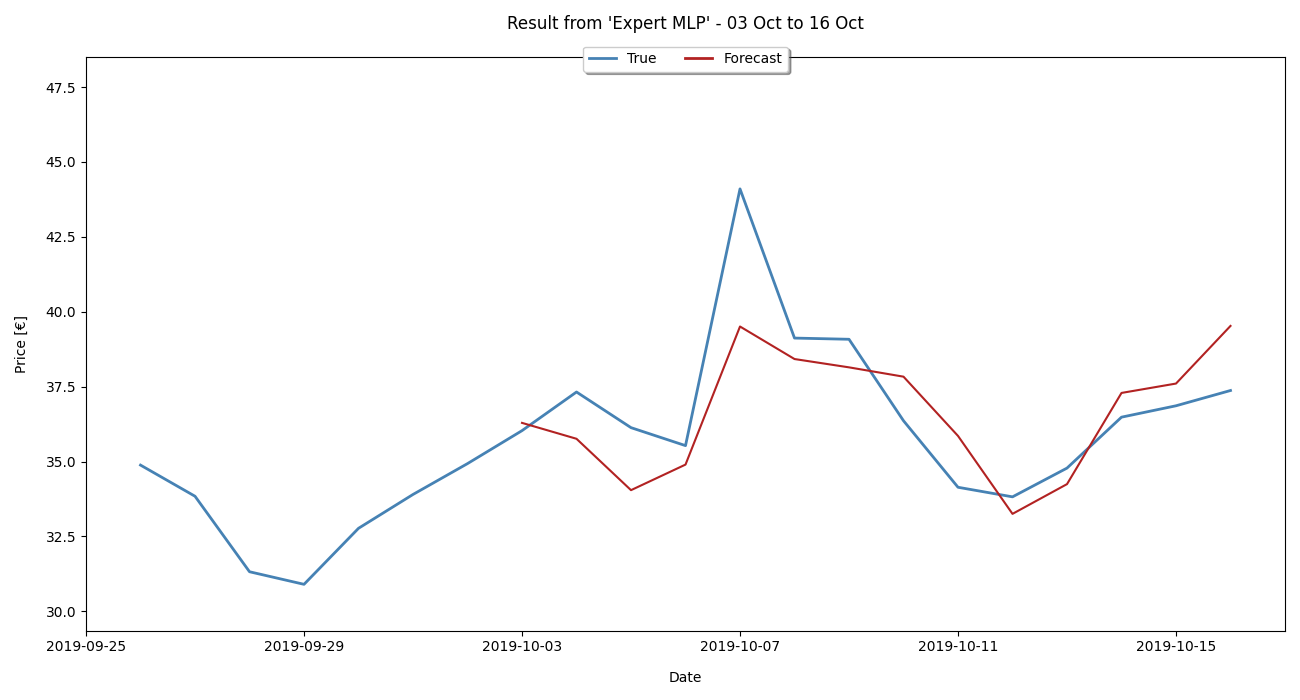 Result from 'Expert MLP' - 03 Oct to 16 Oct
True Forecast
47.5
45.0
42.5
40.0
37.5
35.0
32.5
30.0
Price [€]
2019-09-25 2019-09-29 2019-10-03 2019-10-07 2019-10-11 2019-10-15
Date